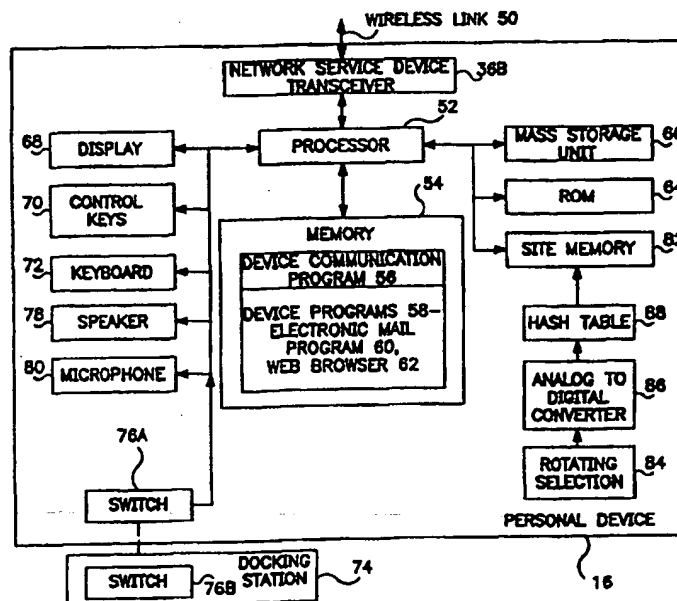 WIRELESS LINK 50
NETWORK SERVICE DEVICE
TRANSCEIVER
36B
52
68
DISPLAY
PROCESSOR
MASS STORAGE
UNIT
66
54
70
CONTROL
KEYS
MEMORY
ROM
64
DEVICE COMMUNICATION
PROGRAM 56
72
KEYBOARD
SITE MEMORY
82
DEVICE PROGRAMS 58-
ELECTRONIC MAIL
PROGRAM 60,
WEB BROWSER 62
78
SPEAKER
HASH TABLE
88
80
MICROPHONE
ANALOG TO
DIGITAL
CONVERTER
86
76A
ROTATING
SELECTION
84
SWITCH
PERSONAL DEVICE
DOCKING
STATION
74
16
SWITCH
76B